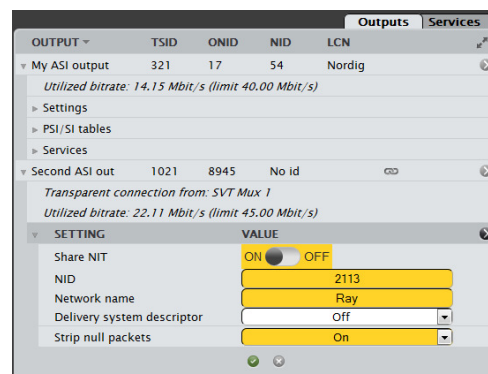 Outputs Services
OUTPUT TSID ONID NID LCN
My ASI output 321 17 54 Nordig
Utilized bitrate: 14.15 Mbit/s (limit 40.00 Mbit/s)
Settings
PSI/SI tables
Services
Second ASI out 1021 8945 No id
Transparent connection from: SVT Mux 1
Utilized bitrate: 22.11 Mbit/s (limit 45.00 Mbit/s)
SETTING VALUE
Share NIT ON OFF
NID 2113
Network name Ray
Delivery system descriptor Off
Strip null packets On